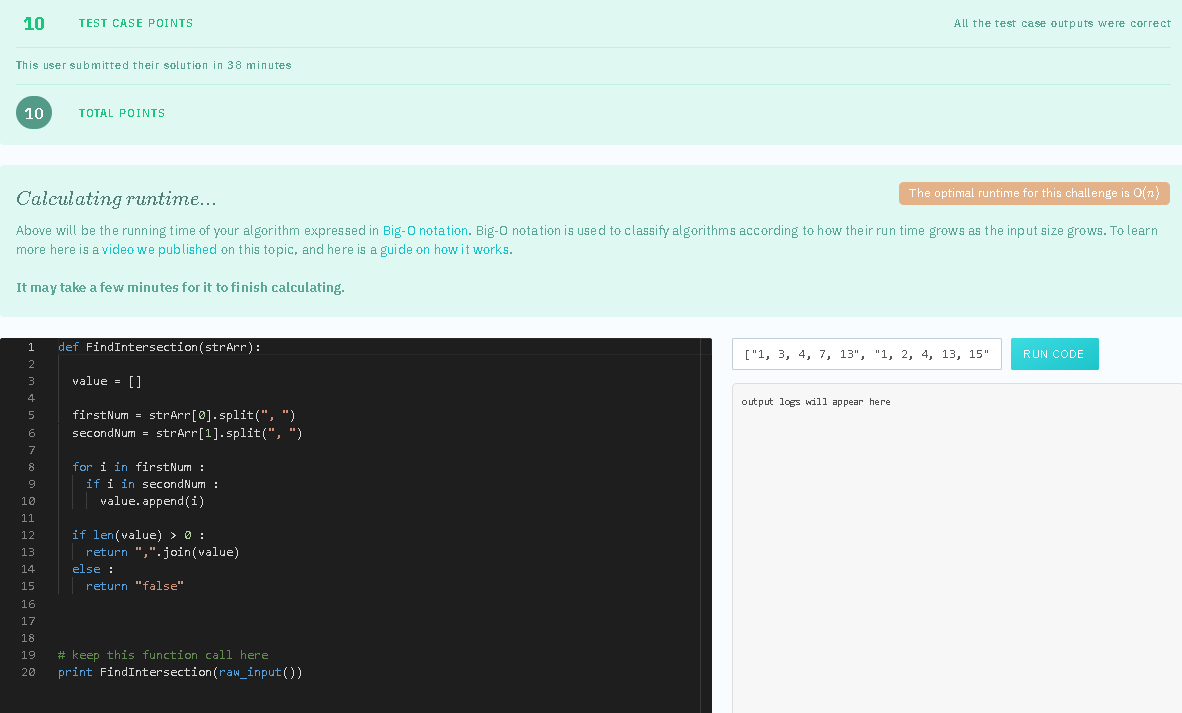 10 TEST CASE POINTS All the test case outputs were correct
This user submitted their solution in 38 minutes
10 TOTAL POINTS
Calculating runtime...
The optimal runtime for this challenge is O(n)
Above will be the running time of your algorithm expressed in Big-O notation. Big-O notation is used to classify algorithms according to how their run time grows as the input size grows. To learn
more here is a video we published on this topic, and here is a guide on how it works.
It may take a few minutes for it to finish calculating.
1 def FindIntersection(strArr):
2
3 value = []
4
5 firstNum = strArr[0].split(", ")
6 secondNum = strArr[1].split(", ")
7
8 for i in firstNum :
9 if i in secondNum :
10 value.append(i)
11
12 if len(value) > 0 :
13 return ",".join(value)
14 else :
15 return "false"
16
17
18
19 # keep this function call here
20 print FindIntersection(raw_input())
["1, 3, 4, 7, 13", "1, 2, 4, 13, 15"
RUN CODE
output logs will appear here